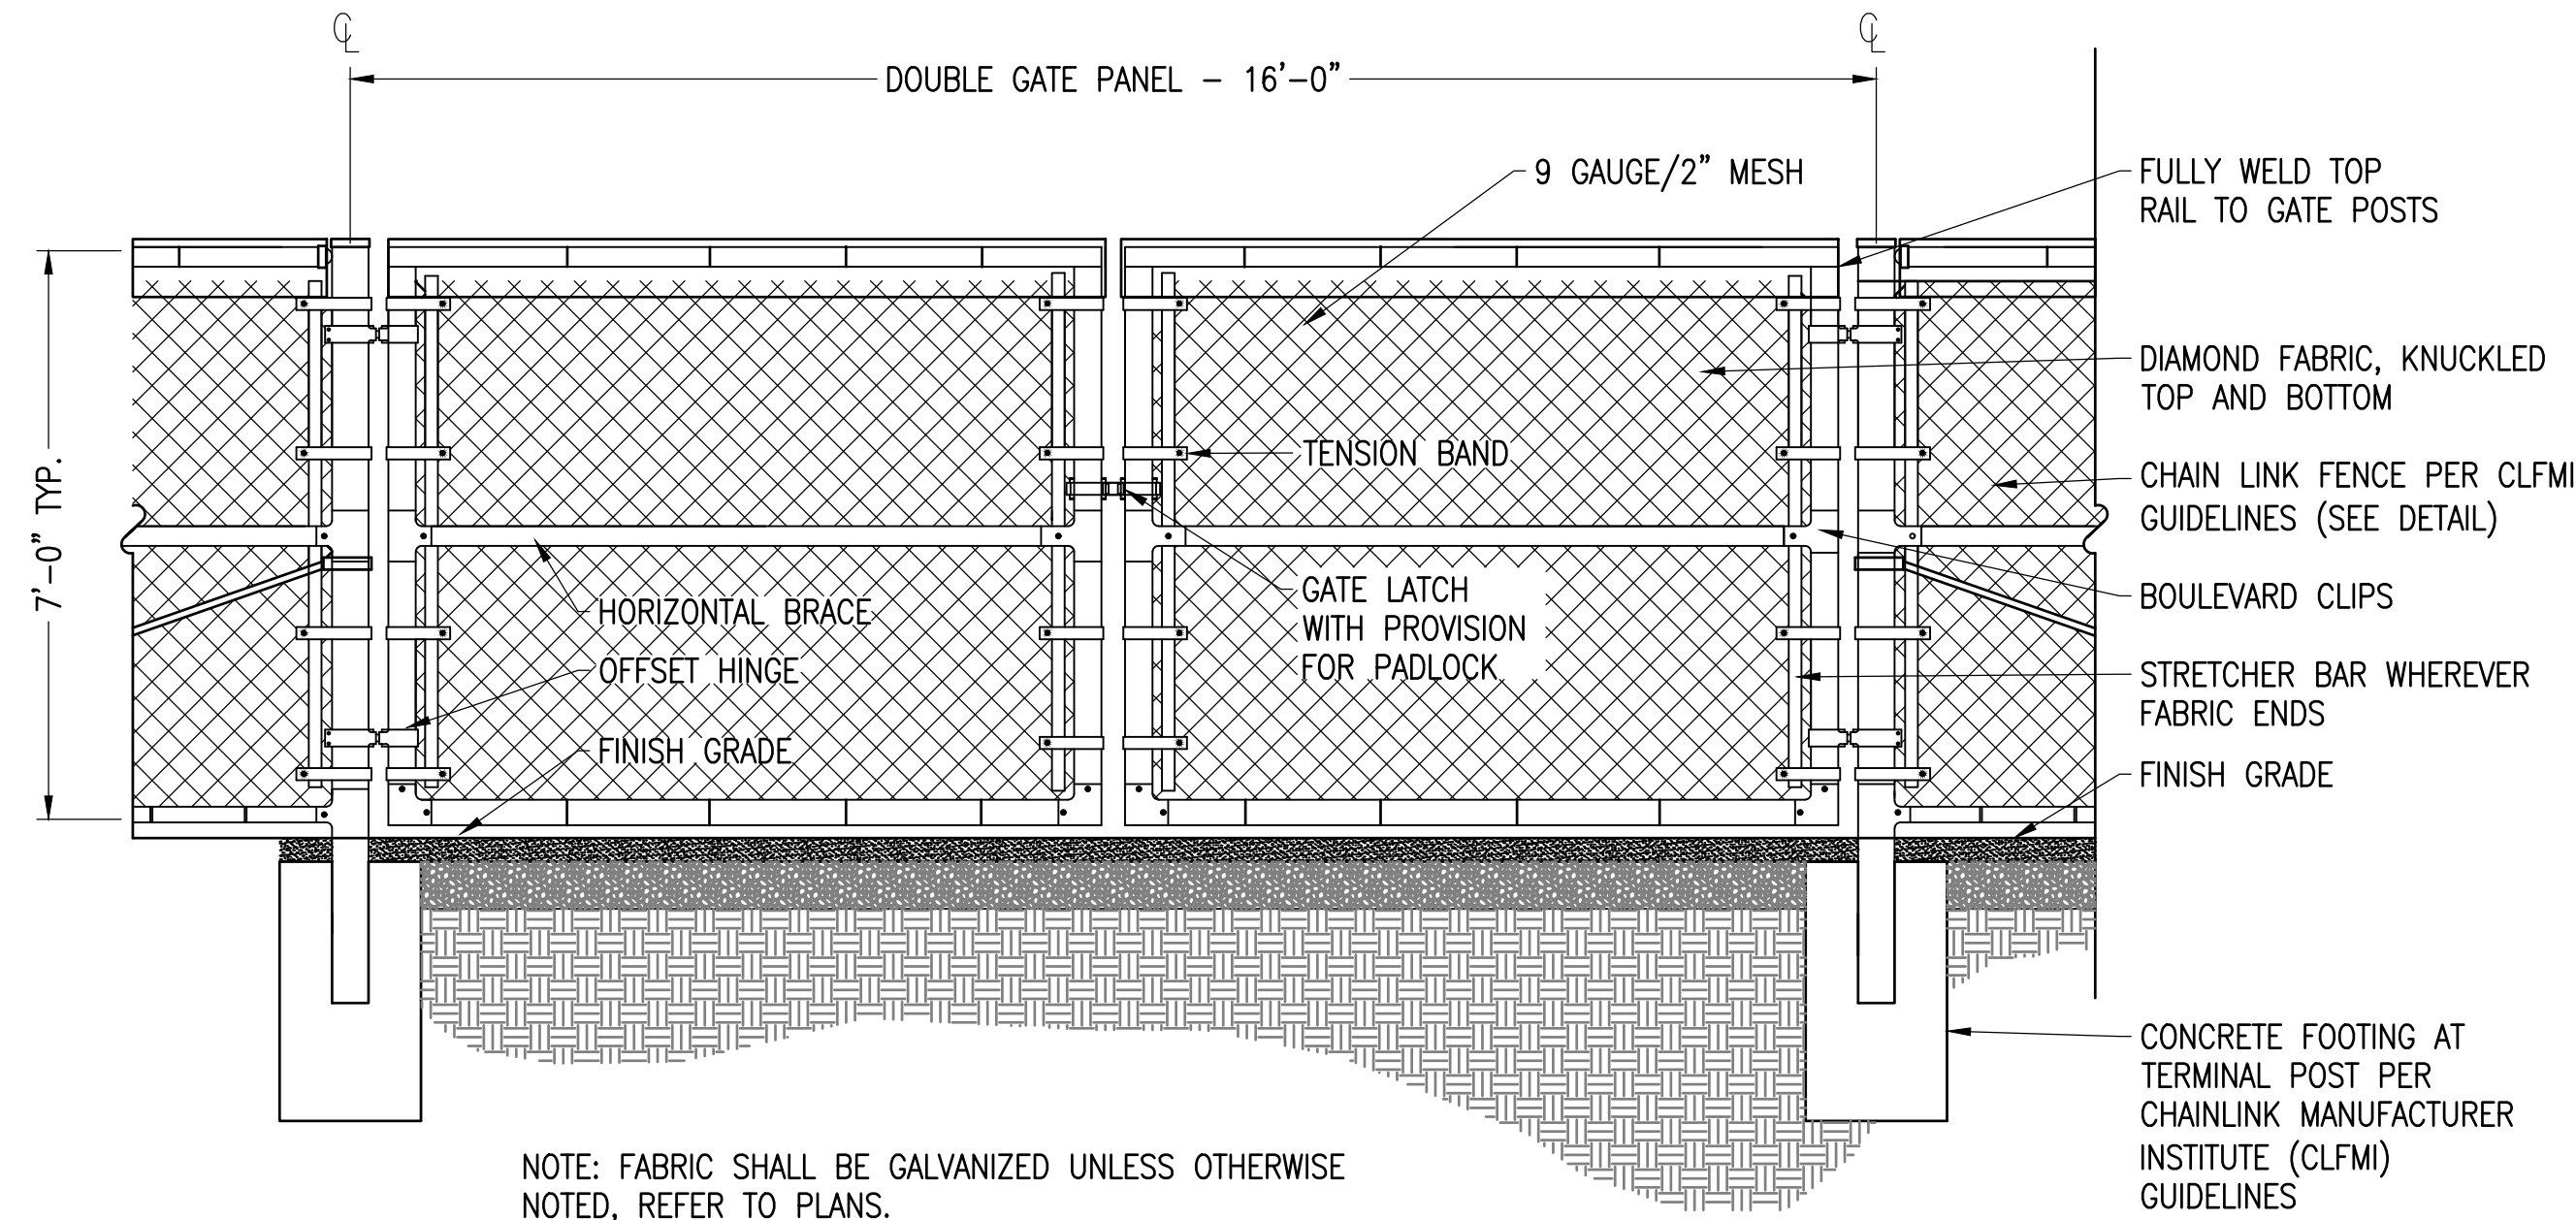 ℄ ℄
DOUBLE GATE PANEL - 16'-0"
9 GAUGE/2" MESH
FULLY WELD TOP
RAIL TO GATE POSTS
DIAMOND FABRIC, KNUCKLED
TOP AND BOTTOM
TENSION BAND
CHAIN LINK FENCE PER CLFMI
GUIDELINES (SEE DETAIL)
7'-0" TYP.
HORIZONTAL BRACE
GATE LATCH
WITH PROVISION
FOR PADLOCK
BOULEVARD CLIPS
OFFSET HINGE
STRETCHER BAR WHEREVER
FABRIC ENDS
FINISH GRADE
FINISH GRADE
CONCRETE FOOTING AT
TERMINAL POST PER
CHAINLINK MANUFACTURER
INSTITUTE (CLFMI)
GUIDELINES
NOTE: FABRIC SHALL BE GALVANIZED UNLESS OTHERWISE
NOTED, REFER TO PLANS.